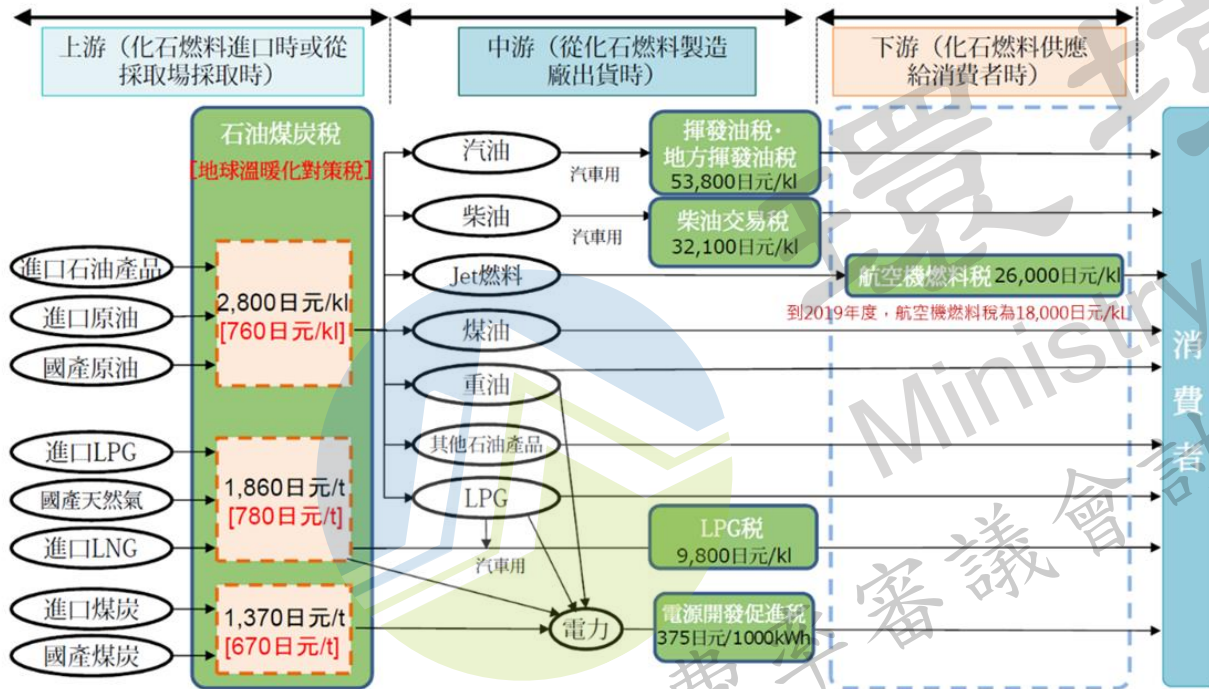 上游（化石燃料進口時或從
採取場採取時）
中游（從化石燃料製造
廠出貨時）
下游（化石燃料供應
給消費者時）
石油煤炭稅
[地球溫暖化對策稅]
進口石油產品
進口原油
國產原油
2,800日元/kl
[760日元/kl]
進口LPG
國產天然氣
進口LNG
1,860日元/t
[780日元/t]
進口煤炭
國產煤炭
1,370日元/t
[670日元/t]
汽油
汽車用
揮發油稅·
地方揮發油稅
53,800日元/kl
柴油
汽車用
柴油交易稅
32,100日元/kl
Jet燃料
航空機燃料稅 26,000日元/kl
到2019年度，航空機燃料稅為18,000日元/kL
煤油
重油
其他石油產品
LPG
汽車用
LPG稅
9,800日元/kl
電力
電源開發促進稅
375日元/1000kWh
消費者
環境
Ministry
費率審議會